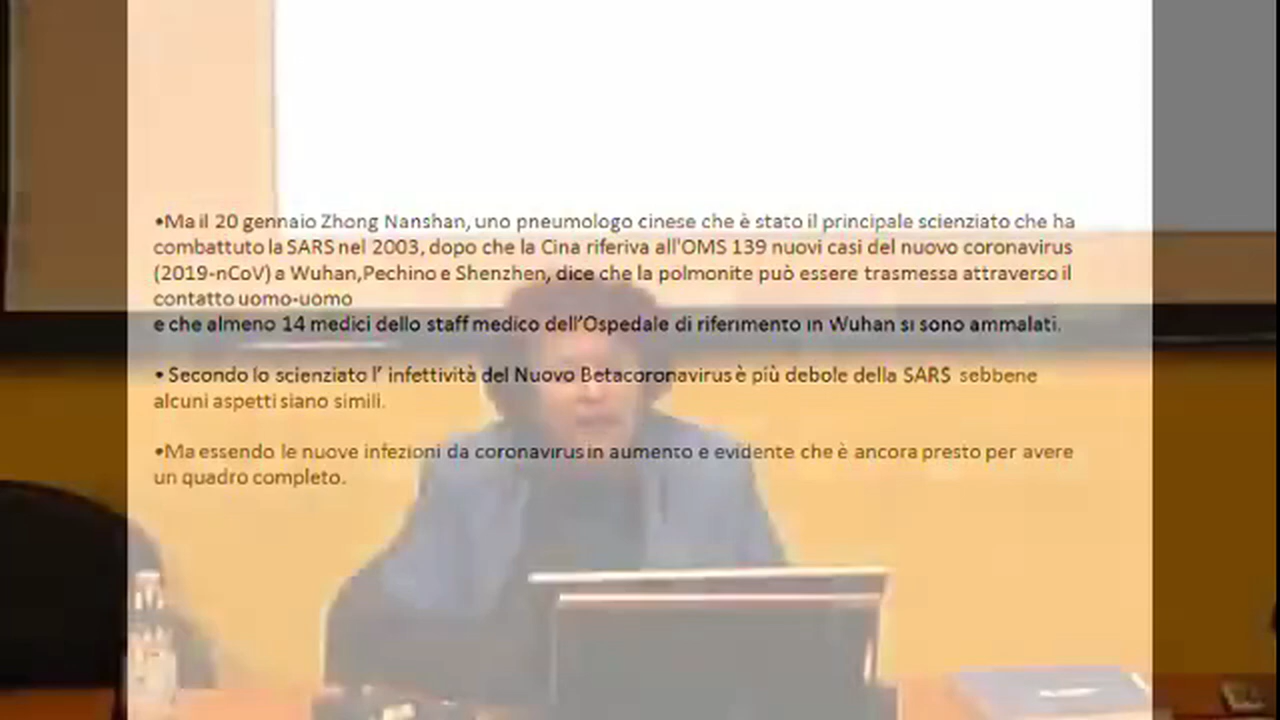 •Ma il 20 gennaio Zhong Nanshan, uno pneumologo cinese che è stato il principale scienziato che ha
combattuto la SARS nel 2003, dopo che la Cina riferiva all'OMS 139 nuovi casi del nuovo coronavirus
(2019-nCoV) a Wuhan,Pechino e Shenzhen, dice che la polmonite può essere trasmessa attraverso il
contatto uomo-uomo
e che almeno 14 medici dello staff medico dell'Ospedale di riferimento in Wuhan si sono ammalati.
• Secondo lo scienziato l' infettività del Nuovo Betacoronavirus è più debole della SARS sebbene
alcuni aspetti siano simili.
•Ma essendo le nuove infezioni da coronavirus in aumento e evidente che è ancora presto per avere
un quadro completo.